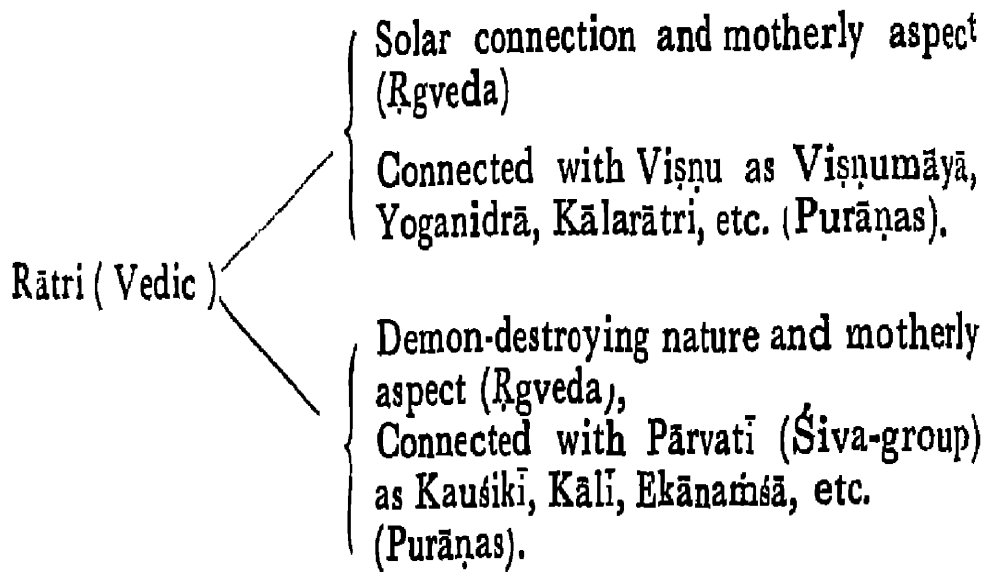 Solar connection and motherly aspect
(Ṛgveda)
Connected with Viṣṇu as Viṣṇumāyā,
Yoganidrā, Kālarātri, etc. (Purāṇas).
Rātri ( Vedic )
Demon-destroying nature and motherly
aspect (Ṛgveda),
Connected with Pārvatī (Śiva-group)
as Kauśikī, Kālī, Ekānaṁśā, etc.
(Purāṇas).